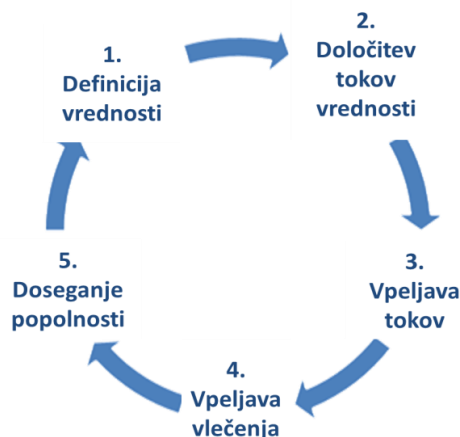 1.
Definicija
vrednosti
2.
Določitev
tokov
vrednosti
3.
Vpeljava
tokov
4.
Vpeljava
vlečenja
5.
Doseganje
popolnosti